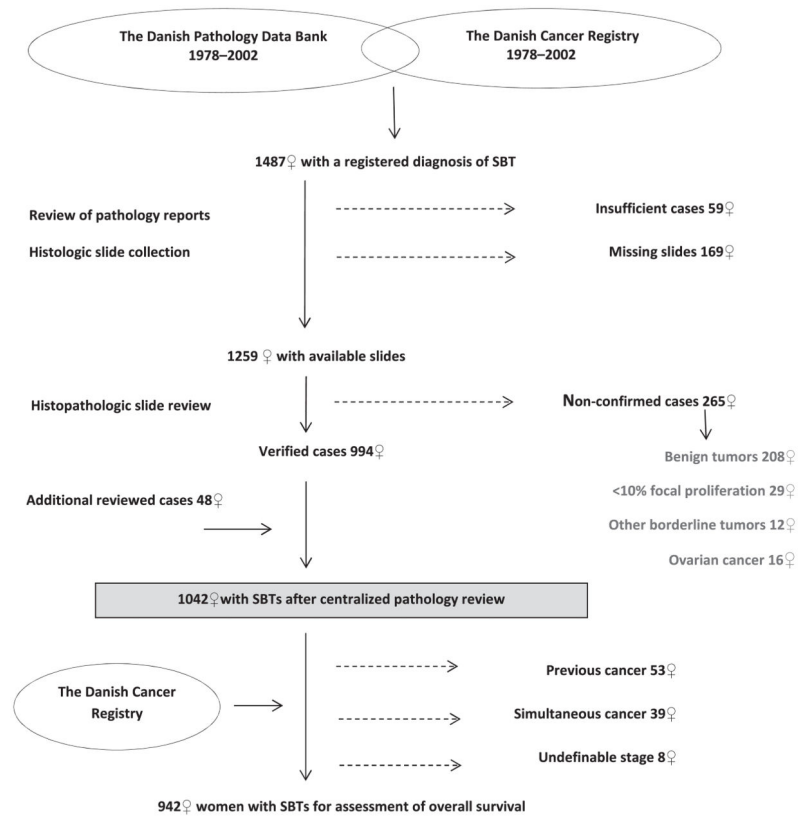 The Danish Pathology Data Bank
1978–2002
The Danish Cancer Registry
1978–2002
1487♀ with a registered diagnosis of SBT
Review of pathology reports
Insufficient cases 59♀
Histologic slide collection
Missing slides 169♀
1259 ♀ with available slides
Histopathologic slide review
Non-confirmed cases 265♀
Verified cases 994♀
Benign tumors 208♀
<10% focal proliferation 29♀
Additional reviewed cases 48♀
Other borderline tumors 12♀
Ovarian cancer 16♀
1042♀ with SBTs after centralized pathology review
Previous cancer 53♀
The Danish Cancer
Registry
Simultaneous cancer 39♀
Undefinable stage 8♀
942♀ women with SBTs for assessment of overall survival